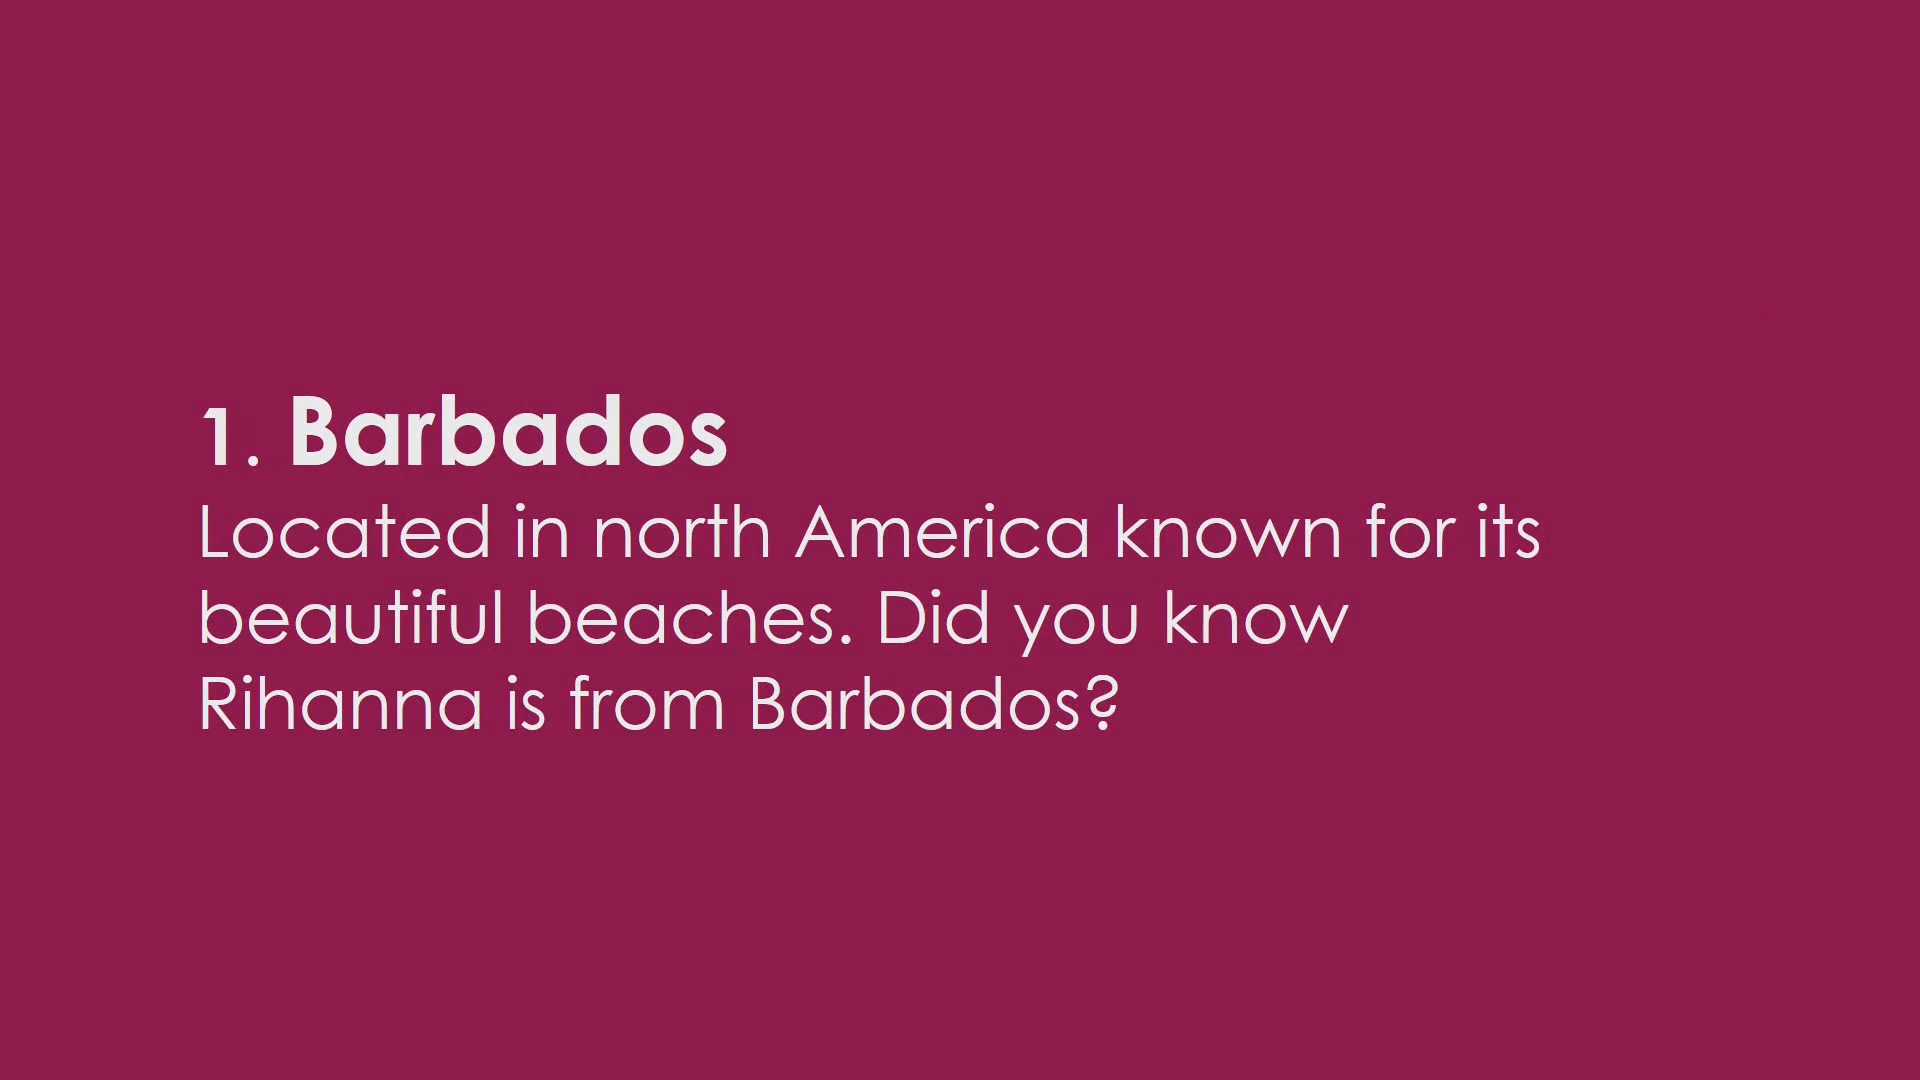 1. Barbados
Located in north America known for its
beautiful beaches. Did you know
Rihanna is from Barbados?